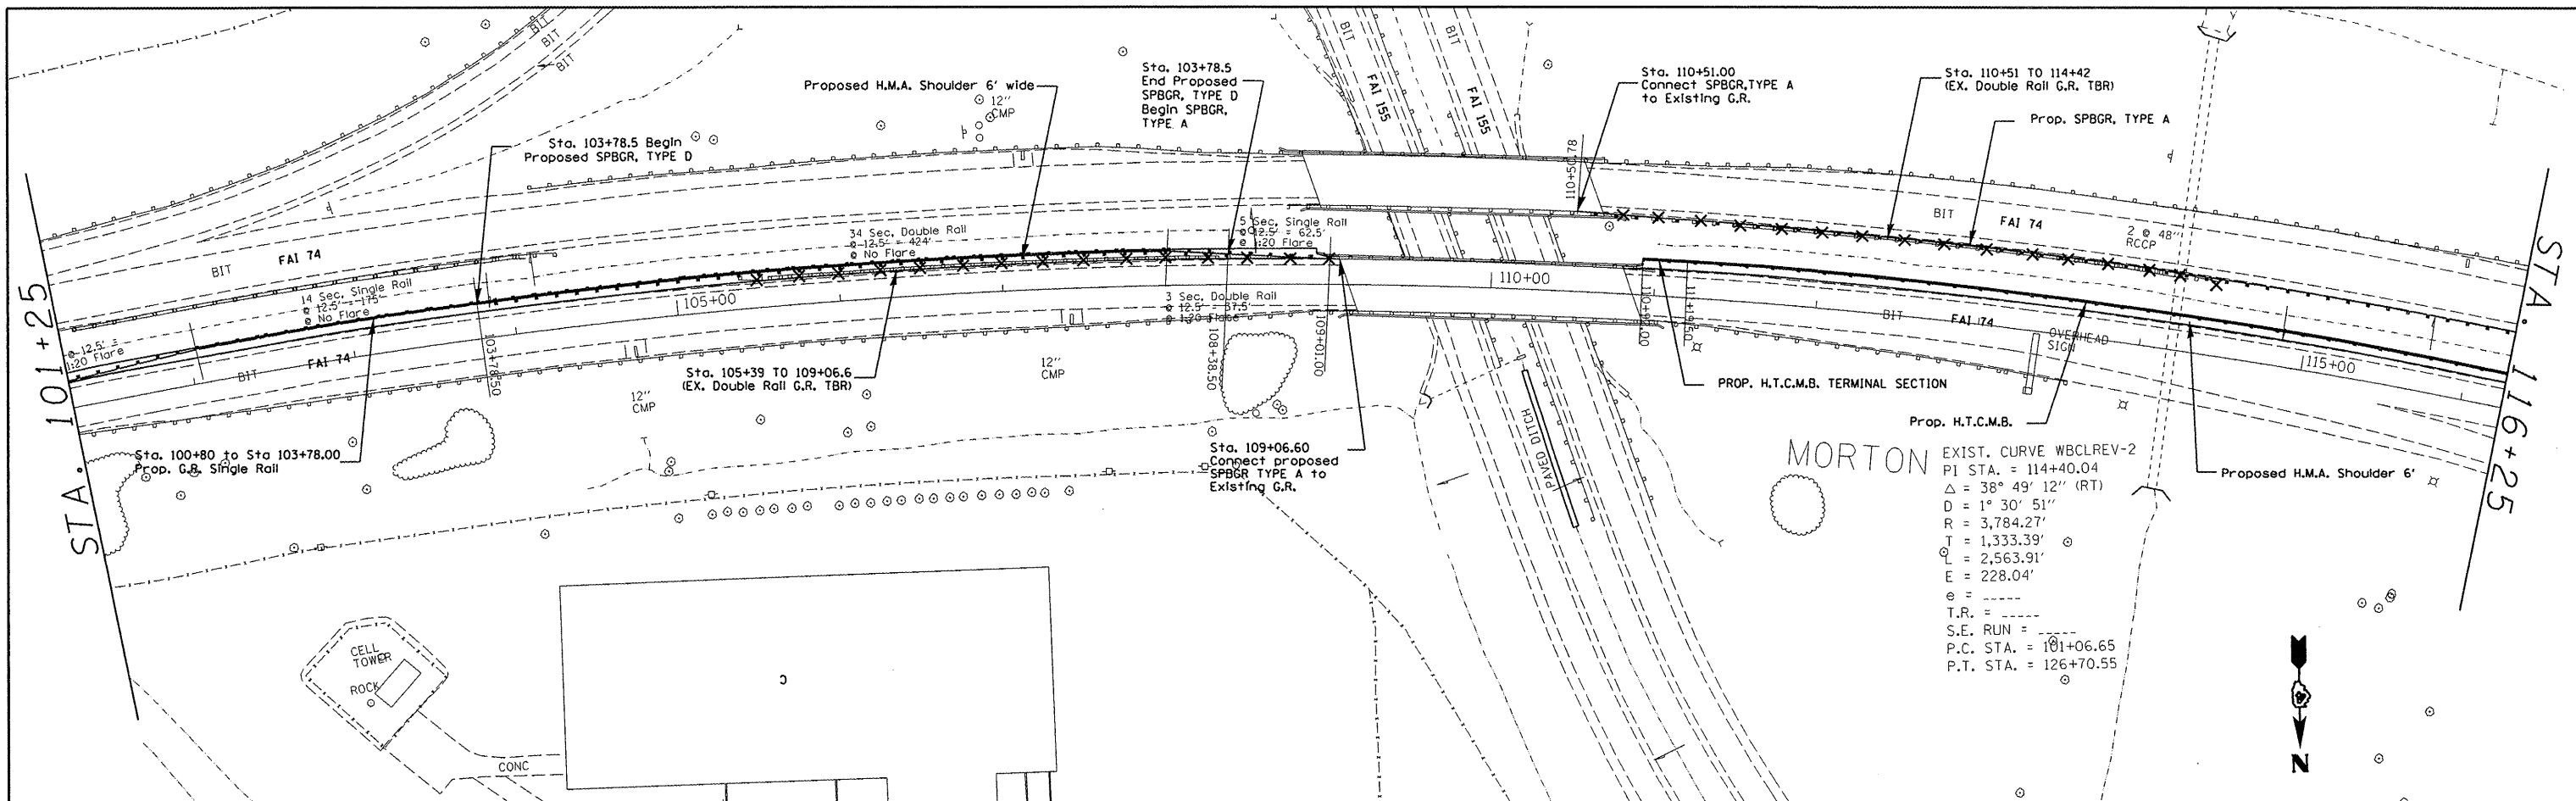 BIT
BIT
BIT
Proposed H.M.A. Shoulder 6' wide
12"
CMP
Sta. 103+78.5
End Proposed
SPBGR, TYPE D
Begin SPBGR,
TYPE A
BIT
FAI 155
BIT
FAI 155
Sta. 110+51.00
Connect SPBGR,TYPE A
to Existing G.R.
Sta. 110+51 TO 114+42
(EX. Double Rail G.R. TBR)
Prop. SPBGR, TYPE A
Sta. 103+78.5 Begin
Proposed SPBGR, TYPE D
110+50.78
BIT
FAI 74
2 @ 48"
RCCP
BIT
FAI 74
34 Sec. Double Rail
@ 12.5' = 424'
@ No Flare
5 Sec. Single Rail
@ 12.5' = 62.5'
@ 1:20 Flare
14 Sec. Single Rail
@ 12.5' = 175'
@ No Flare
@ 12.5' =
1:20 Flare
105+00
110+00
3 Sec. Double Rail
@ 12.5' = 37.5'
@ 1:20 Flare
BIT
FAI 74
BIT
FAI 74
OVERHEAD
SIGN
115+00
103+78.50
108+38.50
109+01.00
Sta. 105+39 TO 109+06.6
(EX. Double Rail G.R. TBR)
12"
CMP
12"
CMP
PROP. H.T.C.M.B. TERMINAL SECTION
Prop. H.T.C.M.B.
Proposed H.M.A. Shoulder 6'
STA. 101+25
STA. 116+25
Sta. 100+80 to Sta 103+78.00
Prop. G.R. Single Rail
Sta. 109+06.60
Connect proposed
SPBGR TYPE A to
Existing G.R.
PAVED DITCH
MORTON
EXIST. CURVE WBCLREV-2
PI STA. = 114+40.04
Δ = 38° 49' 12" (RT)
D = 1° 30' 51"
R = 3,784.27'
T = 1,333.39'
L = 2,563.91'
E = 228.04'
e = _____
T.R. = _____
S.E. RUN = _____
P.C. STA. = 101+06.65
P.T. STA. = 126+70.55
CELL
TOWER
ROCK
CONC
N